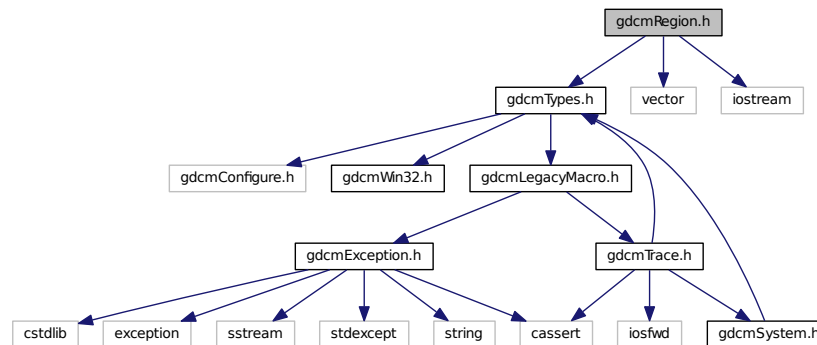 gdcmRegion.h
gdcmTypes.h
vector
iostream
gdcmConfigure.h
gdcmWin32.h
gdcmLegacyMacro.h
gdcmException.h
gdcmTrace.h
cstdlib
exception
sstream
stdexcept
string
cassert
iosfwd
gdcmSystem.h